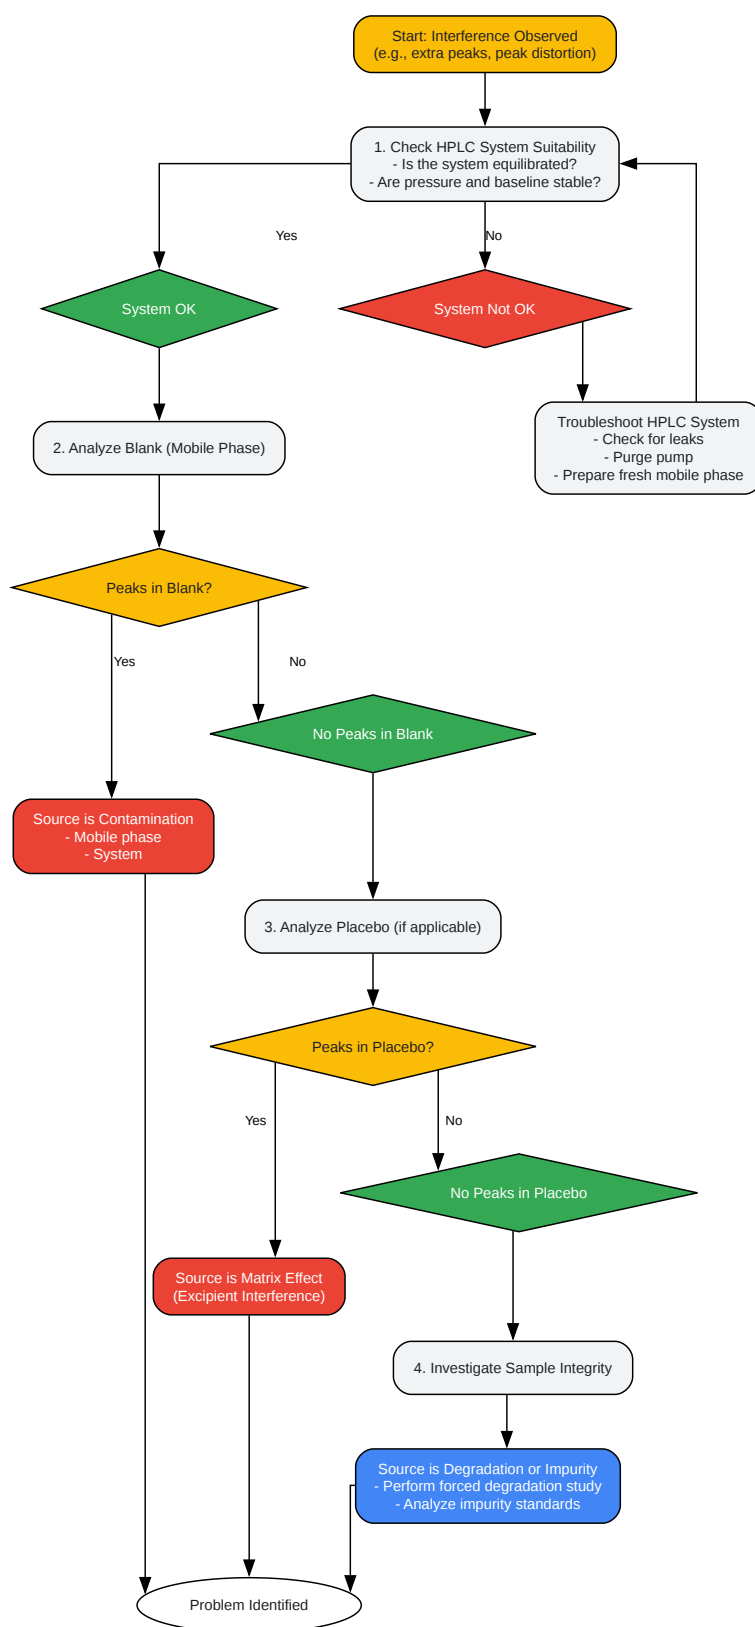 Start: Interference Observed
(e.g., extra peaks, peak distortion)
1. Check HPLC System Suitability
- Is the system equilibrated?
- Are pressure and baseline stable?
Yes
No
System OK
System Not OK
Troubleshoot HPLC System
- Check for leaks
- Purge pump
- Prepare fresh mobile phase
2. Analyze Blank (Mobile Phase)
Peaks in Blank?
Yes
No
No Peaks in Blank
Source is Contamination
- Mobile phase
- System
3. Analyze Placebo (if applicable)
Peaks in Placebo?
Yes
No
No Peaks in Placebo
Source is Matrix Effect
(Excipient Interference)
4. Investigate Sample Integrity
Source is Degradation or Impurity
- Perform forced degradation study
- Analyze impurity standards
Problem Identified